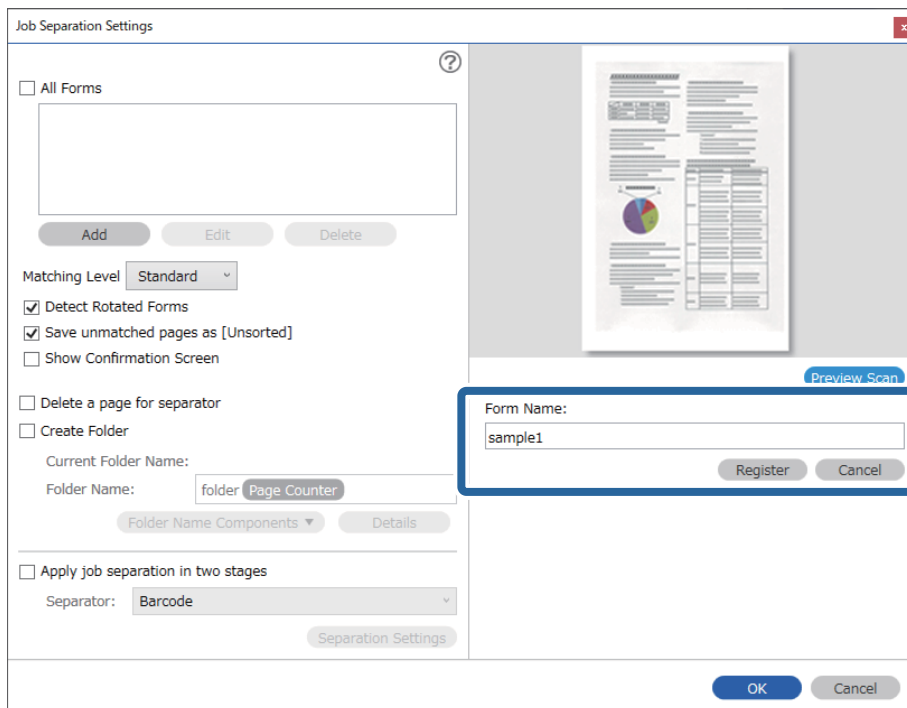 Job Separation Settings
x
?
All Forms
Add Edit Delete
Matching Level Standard
Detect Rotated Forms
Save unmatched pages as [Unsorted]
Show Confirmation Screen
Delete a page for separator
Create Folder
Current Folder Name:
Folder Name: folder Page Counter
Folder Name Components ▼ Details
Apply job separation in two stages
Separator: Barcode
Separation Settings
Preview Scan
Form Name:
sample1
Register Cancel
OK Cancel